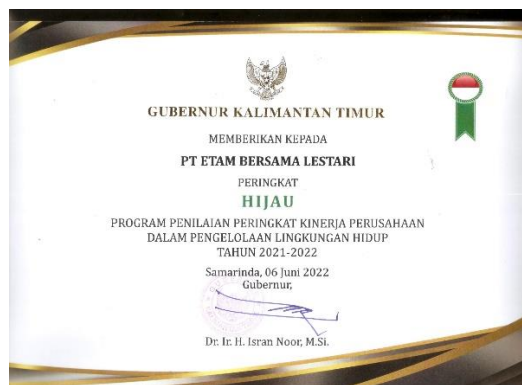 GUBERNUR KALIMANTAN TIMUR
MEMBERIKAN KEPADA
PT ETAM BERSAMA LESTARI
PERINGKAT
HIJAU
PROGRAM PENILAIAN PERINGKAT KINERJA PERUSAHAAN
DALAM PENGELOLAAN LINGKUNGAN HIDUP
TAHUN 2021-2022
Samarinda, 06 Juni 2022
Gubernur,
Dr. Ir. H. Isran Noor, M.Si.